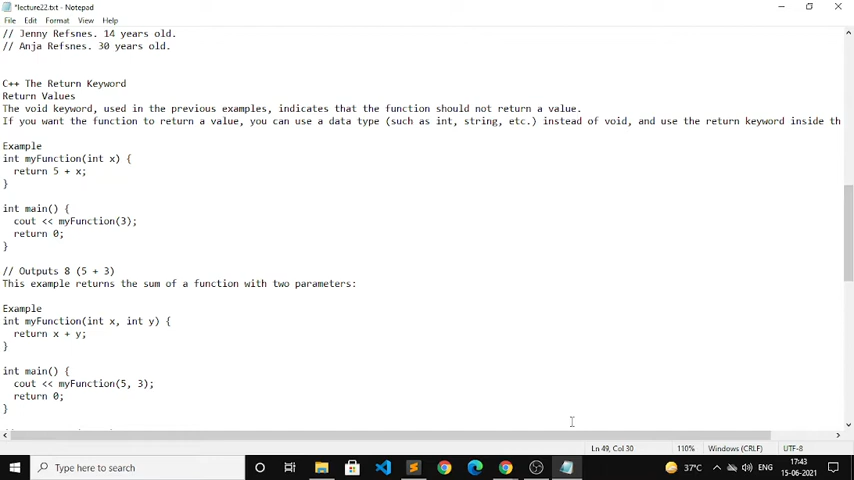 *lecture22.txt - Notepad
File Edit Format View Help
// Jenny Refsnes. 14 years old.
// Anja Refsnes. 30 years old.
C++ The Return Keyword
Return Values
The void keyword, used in the previous examples, indicates that the function should not return a value.
If you want the function to return a value, you can use a data type (such as int, string, etc.) instead of void, and use the return keyword inside th
Example
int myFunction(int x) {
return 5 + x;
}
int main() {
cout << myFunction(3);
return 0;
}
// Outputs 8 (5 + 3)
This example returns the sum of a function with two parameters:
Example
int myFunction(int x, int y) {
return x + y;
}
int main() {
cout << myFunction(5, 3);
return 0;
}
Ln 49, Col 30 110% Windows (CRLF) UTF-8
Type here to search 37°C ENG 17:43
15-06-2021